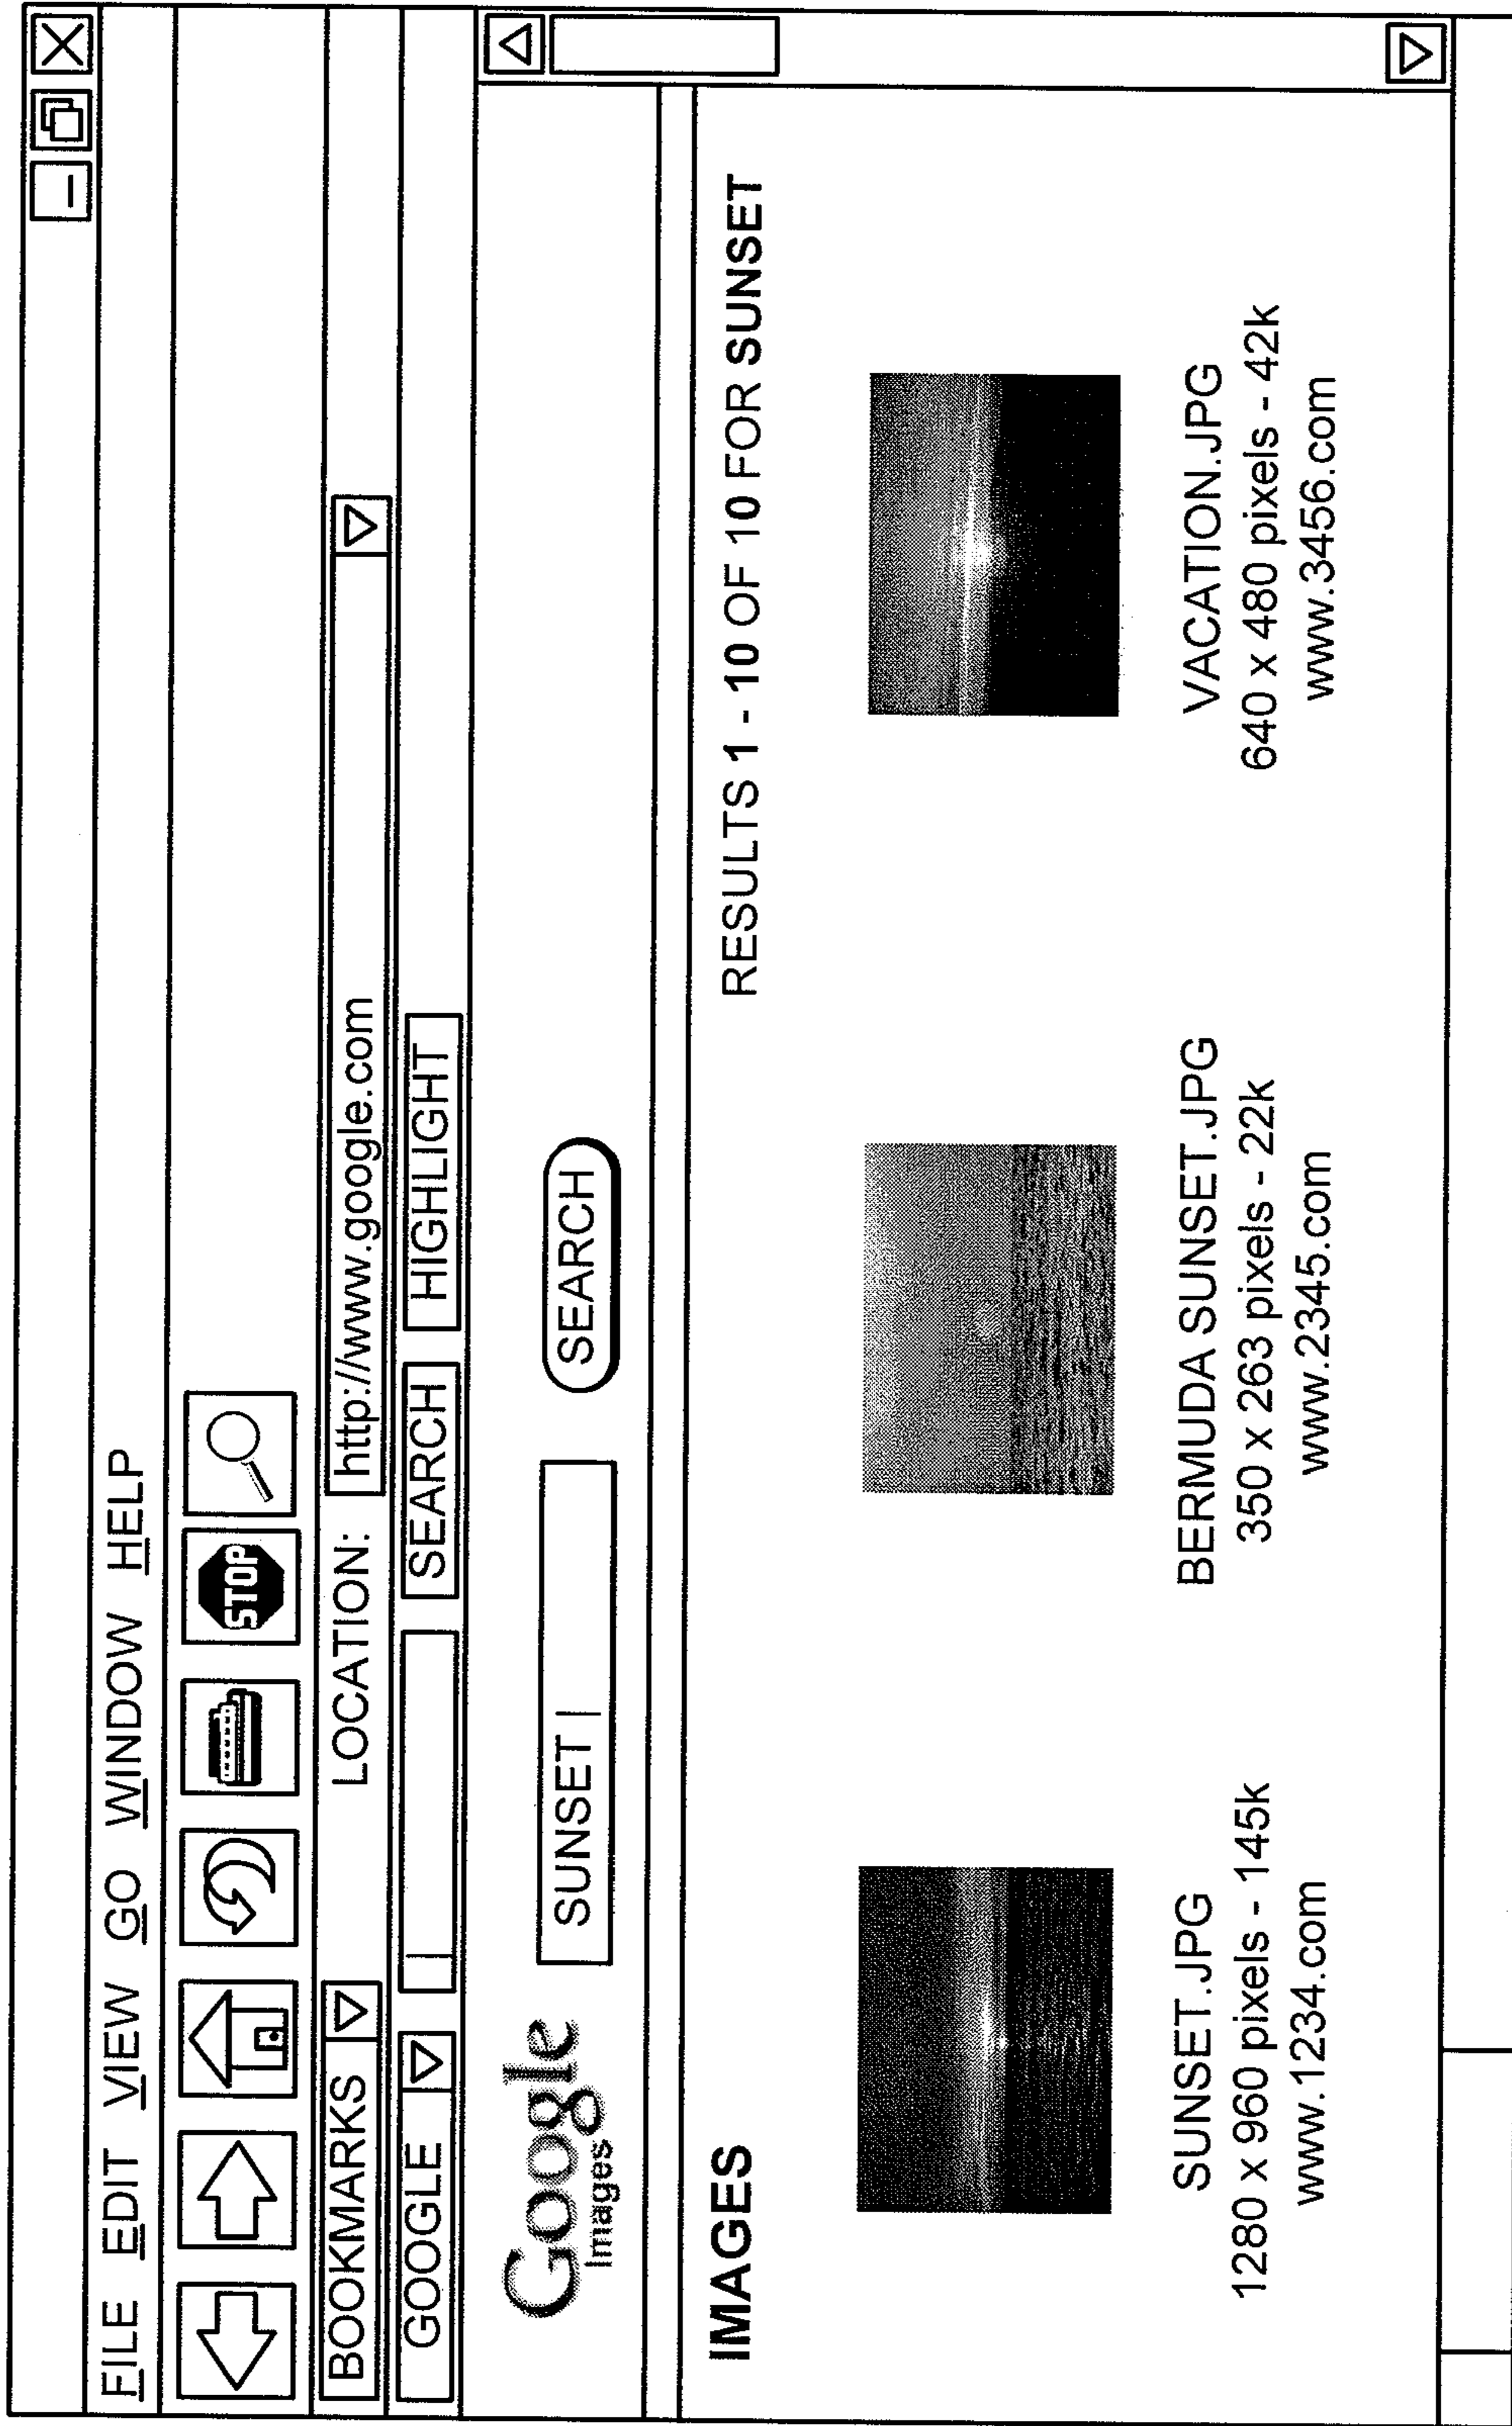 FILE EDIT VIEW GO WINDOW HELP
STOP
BOOKMARKS LOCATION: http://www.google.com
GOOGLE SEARCH HIGHLIGHT
Google
Images
SUNSET SEARCH
IMAGES
RESULTS 1 - 10 OF 10 FOR SUNSET
SUNSET.JPG
1280 x 960 pixels - 145k
www.1234.com
BERMUDA SUNSET.JPG
350 x 263 pixels - 22k
www.2345.com
VACATION.JPG
640 x 480 pixels - 42k
www.3456.com